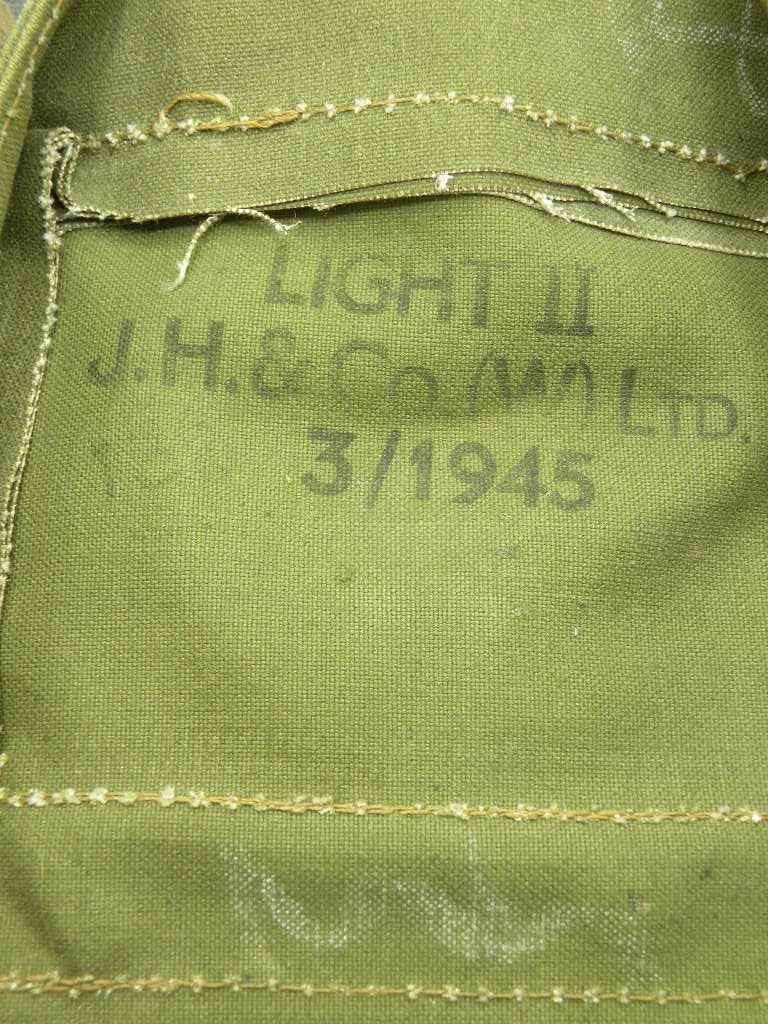 LIGHT II
J.H. & Co (W) LTD.
3/1945